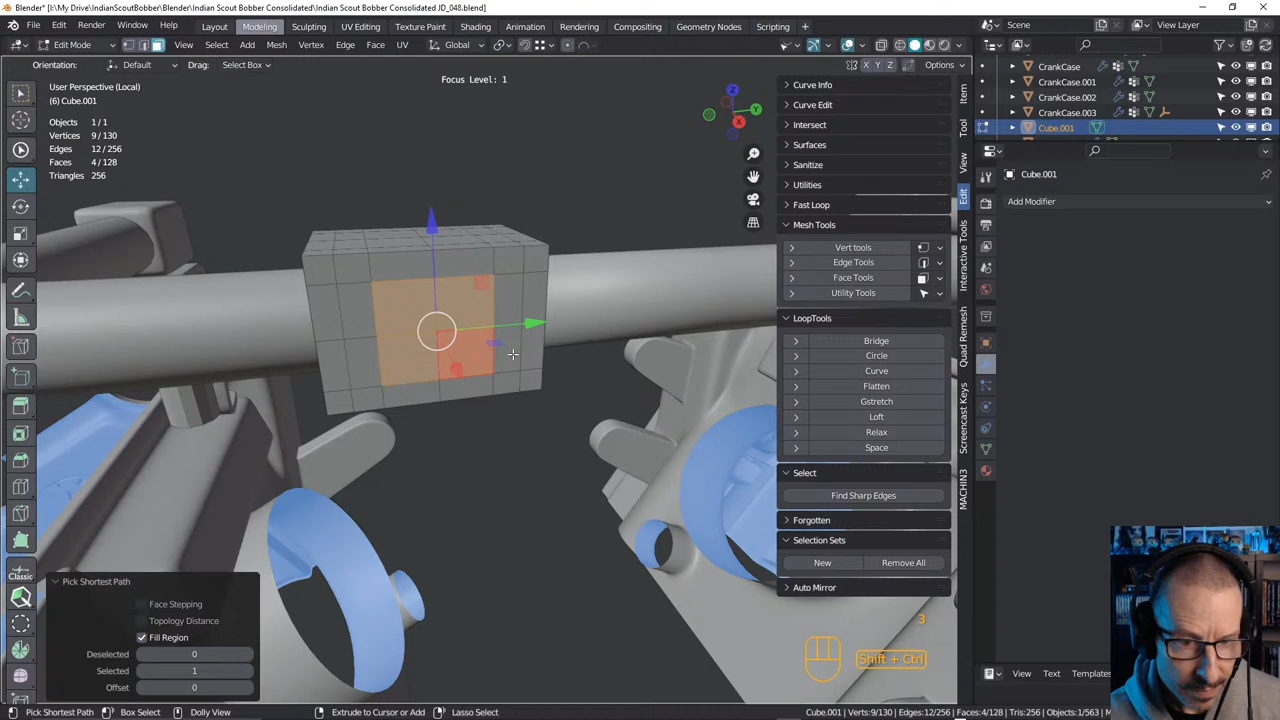 Blender* [I:\My Drive\IndianScoutBobber\Blender\Indian Scout Bobber Consolidated\Indian Scout Bobber Consolidated JD_048.blend]
File Edit Render Window Help Layout Modeling Sculpting UV Editing Texture Paint Shading Animation Rendering Compositing Geometry Nodes Scripting + Scene View Layer
Edit Mode View Select Add Mesh Vertex Edge Face UV Global
Orientation: Default Drag: Select Box X Y Z Options
User Perspective (Local)
(6) Cube.001
Focus Level: 1
Objects 1/1
Vertices 9/130
Edges 12/256
Faces 4/128
Triangles 256
Z
Y
X
Curve Info
Curve Edit
Intersect
Surfaces
Sanitize
Utilities
Fast Loop
Mesh Tools
Vert tools
Edge Tools
Face Tools
Utility Tools
LoopTools
Bridge
Circle
Curve
Flatten
Gstretch
Loft
Relax
Space
Select
Find Sharp Edges
Forgotten
Selection Sets
New Remove All
Auto Mirror
Item
Tool
View
Edit
Interactive Tools
Quad Remesh
Screencast Keys
MACHIN3
CrankCase
CrankCase.001
CrankCase.002
CrankCase.003
Cube.001
Cube.001
Add Modifier
Classic
Pick Shortest Path
Face Stepping
Topology Distance
Fill Region
Deselected 0
Selected 1
Offset 0
3
Shift + Ctrl
View Text Templates
Pick Shortest Path Box Select Dolly View Extrude to Cursor or Add Lasso Select Cube.001 | Verts:9/130 | Edges:12/256 | Faces:4/128 | Tris:256 | Objects:1/563